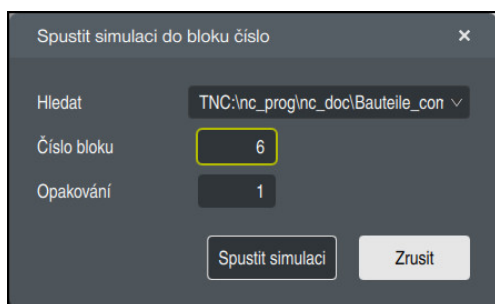 Spustit simulaci do bloku číslo
Hledat TNC:\nc_prog\nc_doc\Bauteile_con
Číslo bloku 6
Opakování 1
Spustit simulaci Zrusit